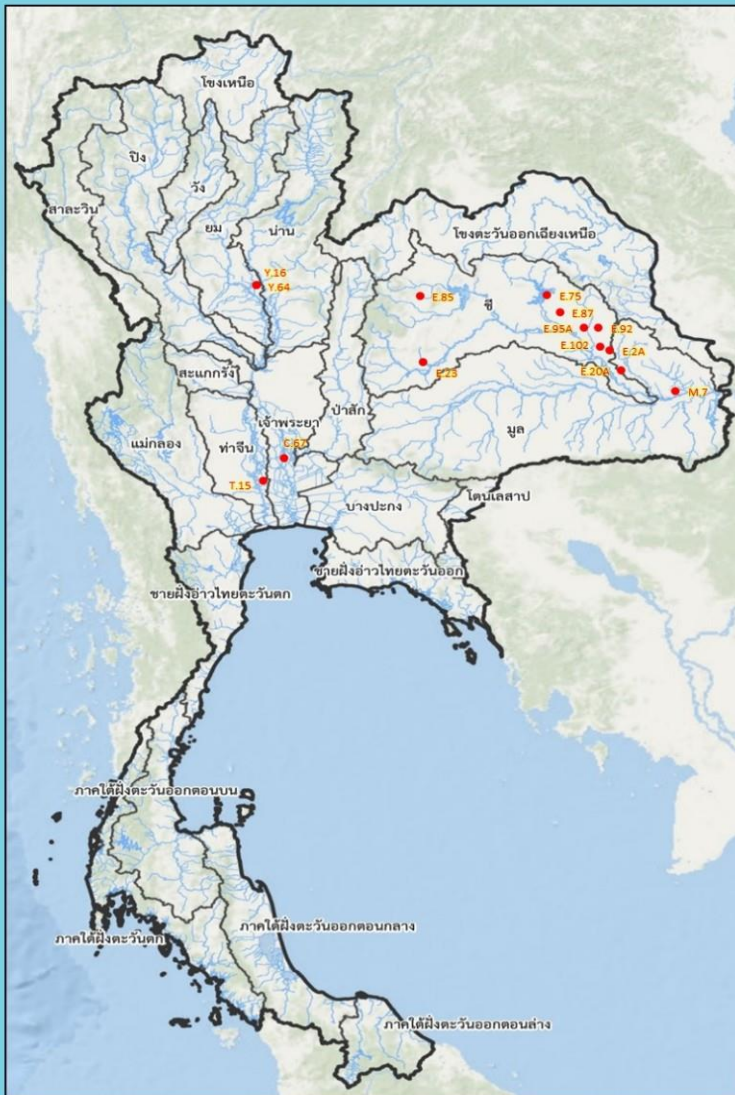 โขงเหนือ
ปิง
วัง
สาละวิน
ยม
น่าน
โขงตะวันออกเฉียงเหนือ
Y.16
Y.64
E.85
E.75
ชี
E.87
E.95A
E.92
E.102
E.2A
E.23
E.20A
สะแกกรัง
M.7
เจ้าพระยา
ป่าสัก
แม่กลอง
ท่าจีน
มูล
C.67
T.15
บางปะกง
โตนเลสาป
ชายฝั่งอ่าวไทยตะวันออก
ชายฝั่งอ่าวไทยตะวันตก
ภาคใต้ฝั่งตะวันออกตอนบน
ภาคใต้ฝั่งตะวันออกตอนกลาง
ภาคใต้ฝั่งตะวันตก
ภาคใต้ฝั่งตะวันออกตอนล่าง